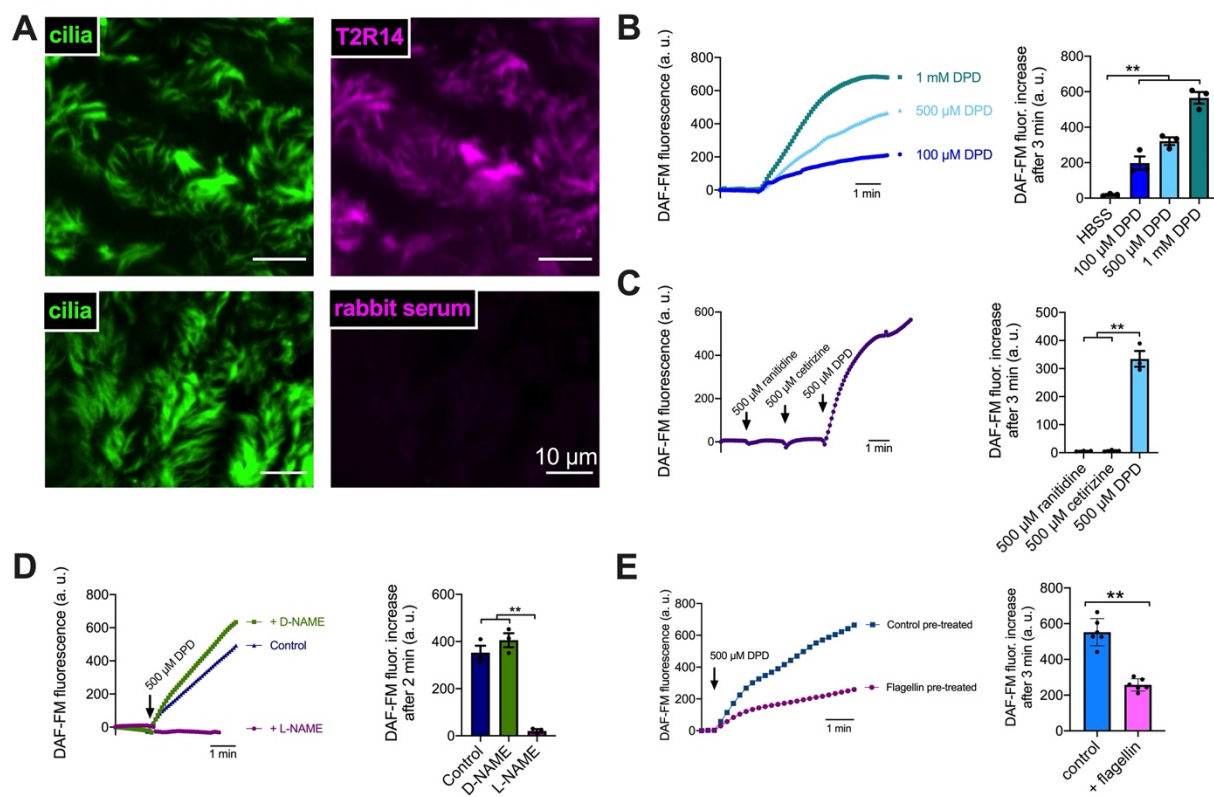 A
cilia
T2R14
cilia
rabbit serum
10 µm
B
DAF-FM fluorescence (a. u.)
800
600
400
200
0
1 mM DPD
500 µM DPD
100 µM DPD
1 min
DAF-FM fluor. increase
after 3 min (a. u.)
800
600
400
200
0
**
HBSS
100 µM DPD
500 µM DPD
1 mM DPD
C
DAF-FM fluorescence (a. u.)
600
400
200
0
500 µM ranitidine
500 µM cetirizine
500 µM DPD
1 min
DAF-FM fluor. increase
after 3 min (a. u.)
400
300
200
100
0
**
500 µM ranitidine
500 µM cetirizine
500 µM DPD
D
DAF-FM fluorescence (a. u.)
800
600
400
200
0
500 µM DPD
+ D-NAME
Control
+ L-NAME
1 min
DAF-FM fluor. increase
after 2 min (a. u.)
600
400
200
0
**
Control
D-NAME
L-NAME
E
DAF-FM fluorescence (a. u.)
800
600
400
200
0
500 µM DPD
Control pre-treated
Flagellin pre-treated
1 min
DAF-FM fluor. increase
after 3 min (a. u.)
800
600
400
200
0
**
control
+ flagellin